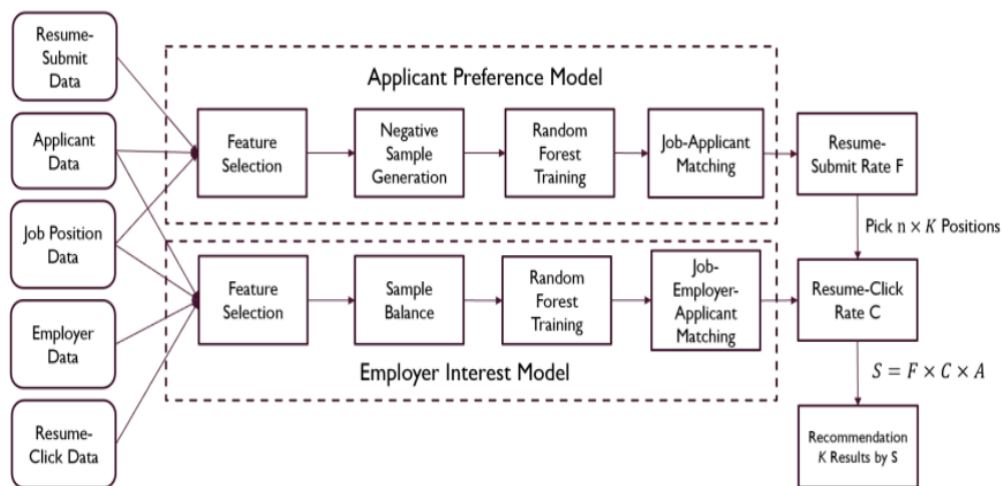 Resume-
Submit
Data
Applicant
Data
Job Position
Data
Employer
Data
Resume-
Click Data
Applicant Preference Model
Feature
Selection
Negative
Sample
Generation
Random
Forest
Training
Job-Applicant
Matching
Feature
Selection
Sample
Balance
Random
Forest
Training
Job-
Employer-
Applicant
Matching
Employer Interest Model
Resume-
Submit Rate F
Pick n × K Positions
Resume-Click
Rate C
S = F × C × A
Recommendation
K Results by S